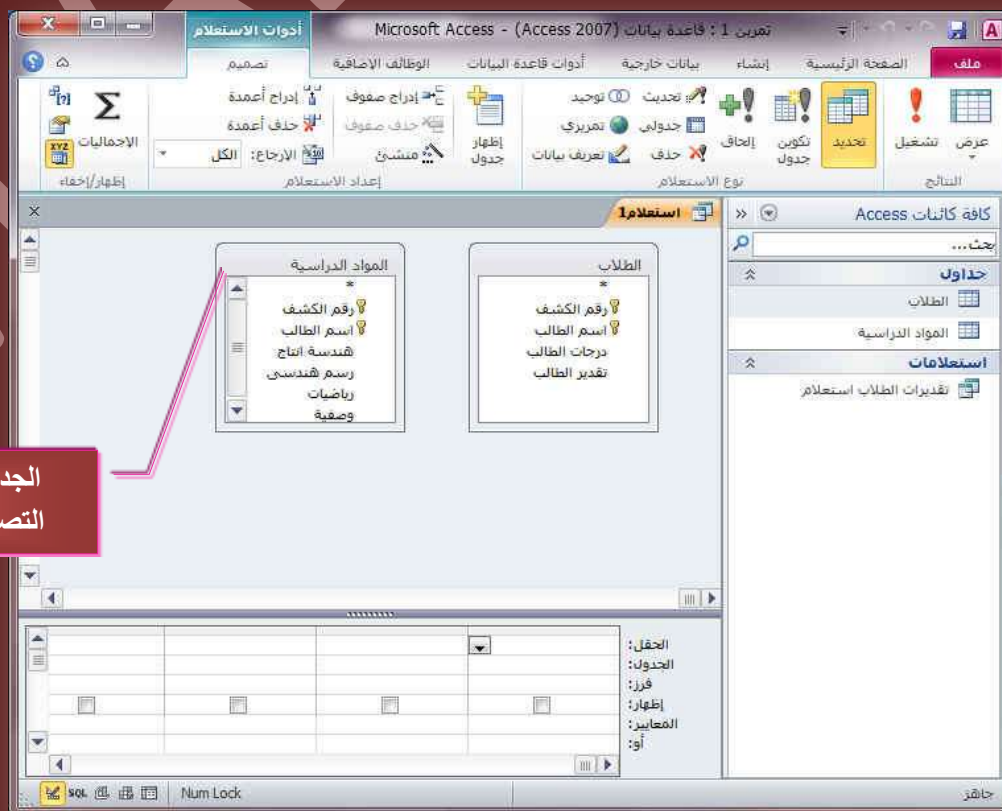 تمرين 1 : قاعدة بيانات (Access 2007) - Microsoft Access
أدوات الاستعلام
ملف
الصفحة الرئيسية
إنشاء
بيانات خارجية
أدوات قاعدة البيانات
الوظائف الإضافية
تصميم
عرض
تشغيل
تحديد
تكوين جدول
إلحاق
تحديث
توحيد
جدولي
تمريري
حذف
تعريف بيانات
إظهار جدول
إدراج صفوف
حذف صفوف
منشئ
إدراج أعمدة
حذف أعمدة
الإرجاع: الكل
الإجماليات
النتائج
نوع الاستعلام
إعداد الاستعلام
إظهار/إخفاء
كافة كائنات Access
بحث...
جداول
الطلاب
المواد الدراسية
استعلامات
تقديرات الطلاب استعلام
استعلام1
الطلاب
*
رقم الكشف
اسم الطالب
درجات الطالب
تقدير الطالب
المواد الدراسية
*
رقم الكشف
اسم الطالب
هندسة انتاج
رسم هندسى
رياضيات
وصفية
الحقل:
الجدول:
فرز:
إظهار:
المعايير:
أو:
جاهز
Num Lock
SQL